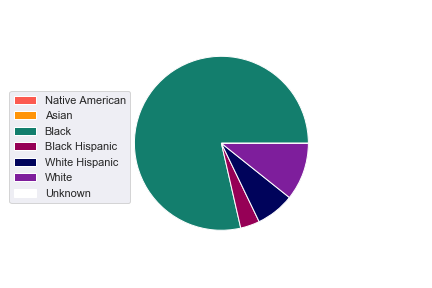 Native American
Asian
Black
Black Hispanic
White Hispanic
White
Unknown